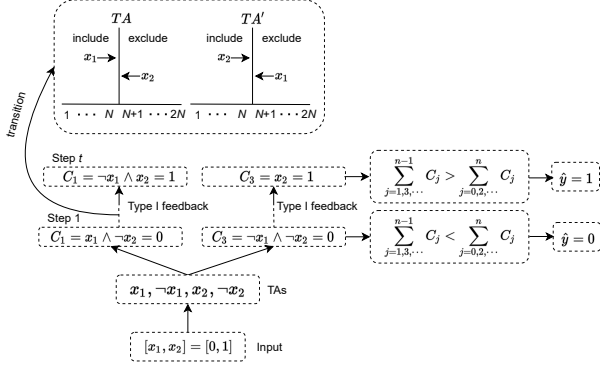 TA TA′
include exclude include exclude
x₁ x₂
x₂ x₁
1 ··· N N+1 ··· 2N 1 ··· N N+1 ··· 2N
transition
Step t
C₁ = ¬x₁ ∧ x₂ = 1
C₃ = x₂ = 1
∑_{j=1,3,···}^{n−1} C_j > ∑_{j=0,2,···}^{n} C_j
ŷ = 1
Type I feedback
Type I feedback
Step 1
C₁ = x₁ ∧ ¬x₂ = 0
C₃ = ¬x₁ ∧ ¬x₂ = 0
∑_{j=1,3,···}^{n−1} C_j < ∑_{j=0,2,···}^{n} C_j
ŷ = 0
x₁, ¬x₁, x₂, ¬x₂
TAs
[x₁, x₂] = [0, 1]
Input